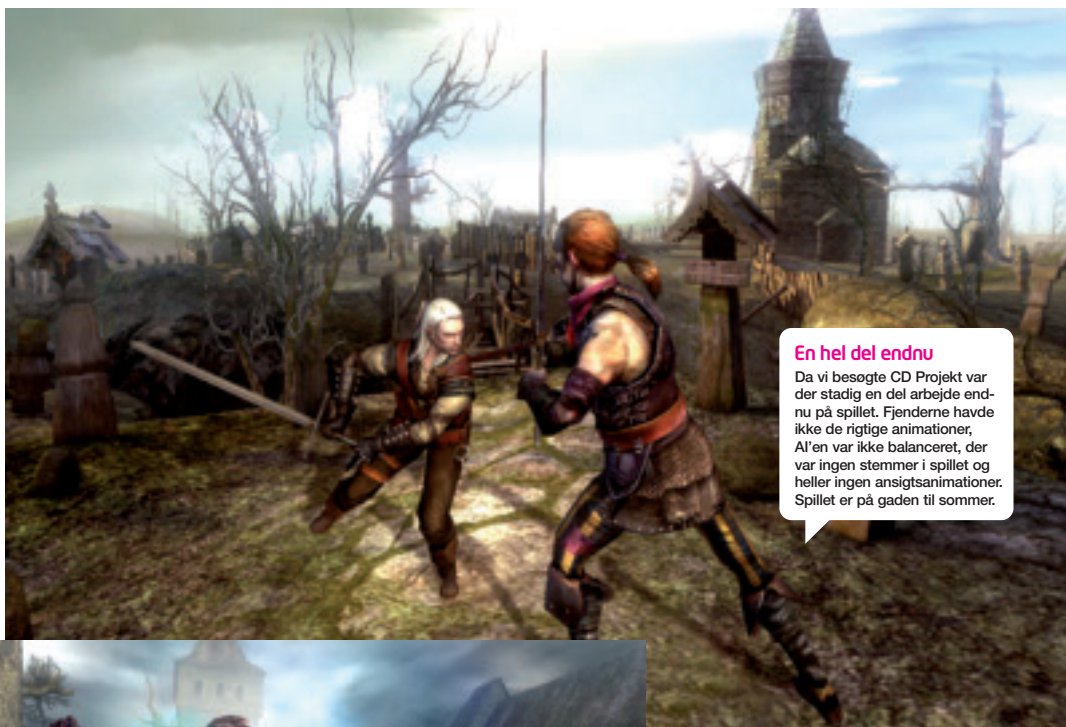 En hel del endnu
Da vi besøgte CD Projekt var
der stadig en del arbejde end-
nu på spillet. Fjenderne havde
ikke de rigtige animationer,
AI'en var ikke balanceret, der
var ingen stemmer i spillet og
heller ingen ansigtsanimationer.
Spillet er på gaden til sommer.